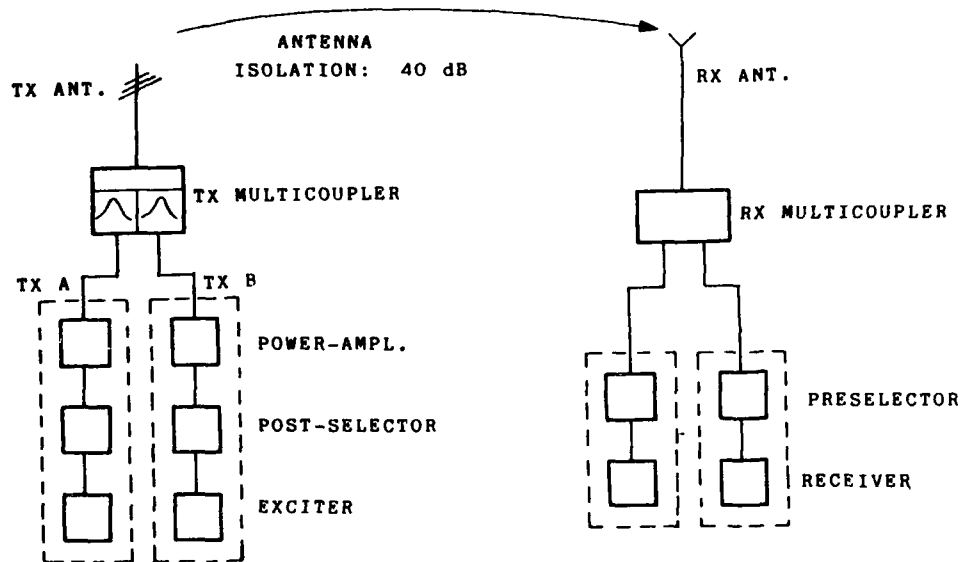 ANTENNA
ISOLATION: 40 dB
TX ANT.
RX ANT.
TX MULTICOUPLER
RX MULTICOUPLER
TX A
TX B
POWER-AMPL.
POST-SELECTOR
EXCITER
PRESELECTOR
RECEIVER